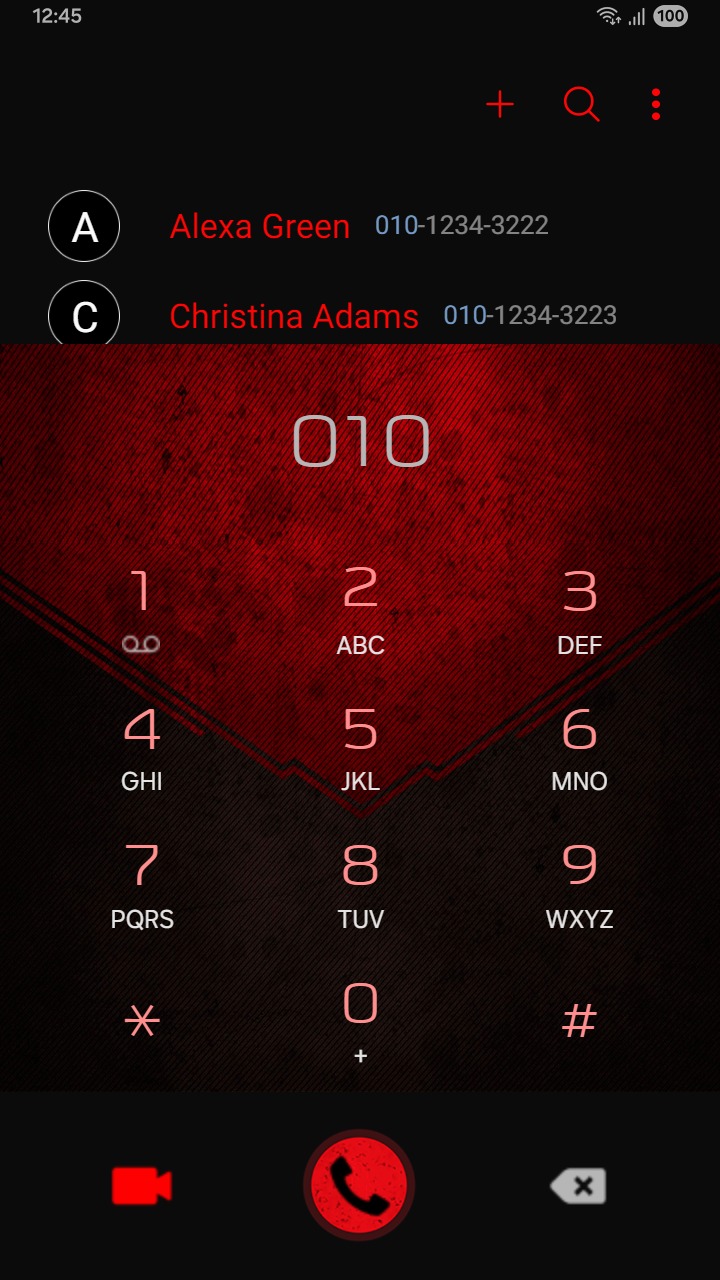 12:45 100
A Alexa Green 010-1234-3222
C Christina Adams 010-1234-3223
010
1 2 3
ABC DEF
4 5 6
GHI JKL MNO
7 8 9
PQRS TUV WXYZ
* 0 #
+